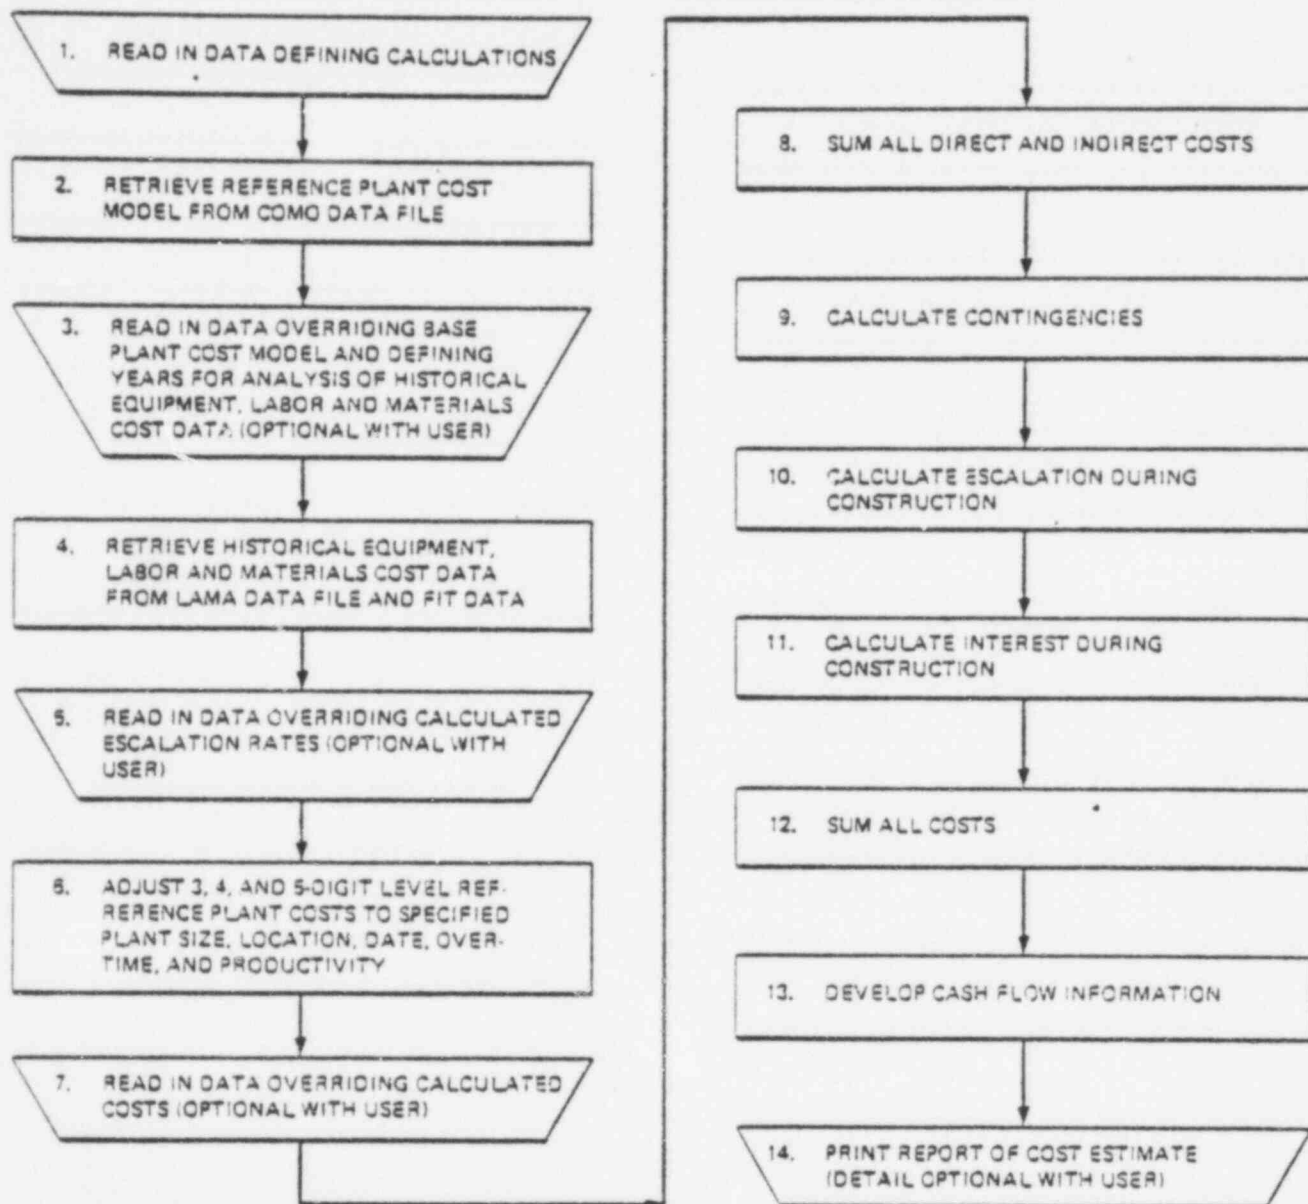 1. READ IN DATA DEFINING CALCULATIONS
2. RETRIEVE REFERENCE PLANT COST
MODEL FROM COMO DATA FILE
3. READ IN DATA OVERRIDING BASE
PLANT COST MODEL AND DEFINING
YEARS FOR ANALYSIS OF HISTORICAL
EQUIPMENT, LABOR AND MATERIALS
COST DATA (OPTIONAL WITH USER)
4. RETRIEVE HISTORICAL EQUIPMENT,
LABOR AND MATERIALS COST DATA
FROM LAMA DATA FILE AND FIT DATA
5. READ IN DATA OVERRIDING CALCULATED
ESCALATION RATES (OPTIONAL WITH
USER)
6. ADJUST 3, 4, AND 5-DIGIT LEVEL REF-
RERENCE PLANT COSTS TO SPECIFIED
PLANT SIZE, LOCATION, DATE, OVER-
TIME, AND PRODUCTIVITY
7. READ IN DATA OVERRIDING CALCULATED
COSTS (OPTIONAL WITH USER)
8. SUM ALL DIRECT AND INDIRECT COSTS
9. CALCULATE CONTINGENCIES
10. CALCULATE ESCALATION DURING
CONSTRUCTION
11. CALCULATE INTEREST DURING
CONSTRUCTION
12. SUM ALL COSTS
13. DEVELOP CASH FLOW INFORMATION
14. PRINT REPORT OF COST ESTIMATE
(DETAIL OPTIONAL WITH USER)